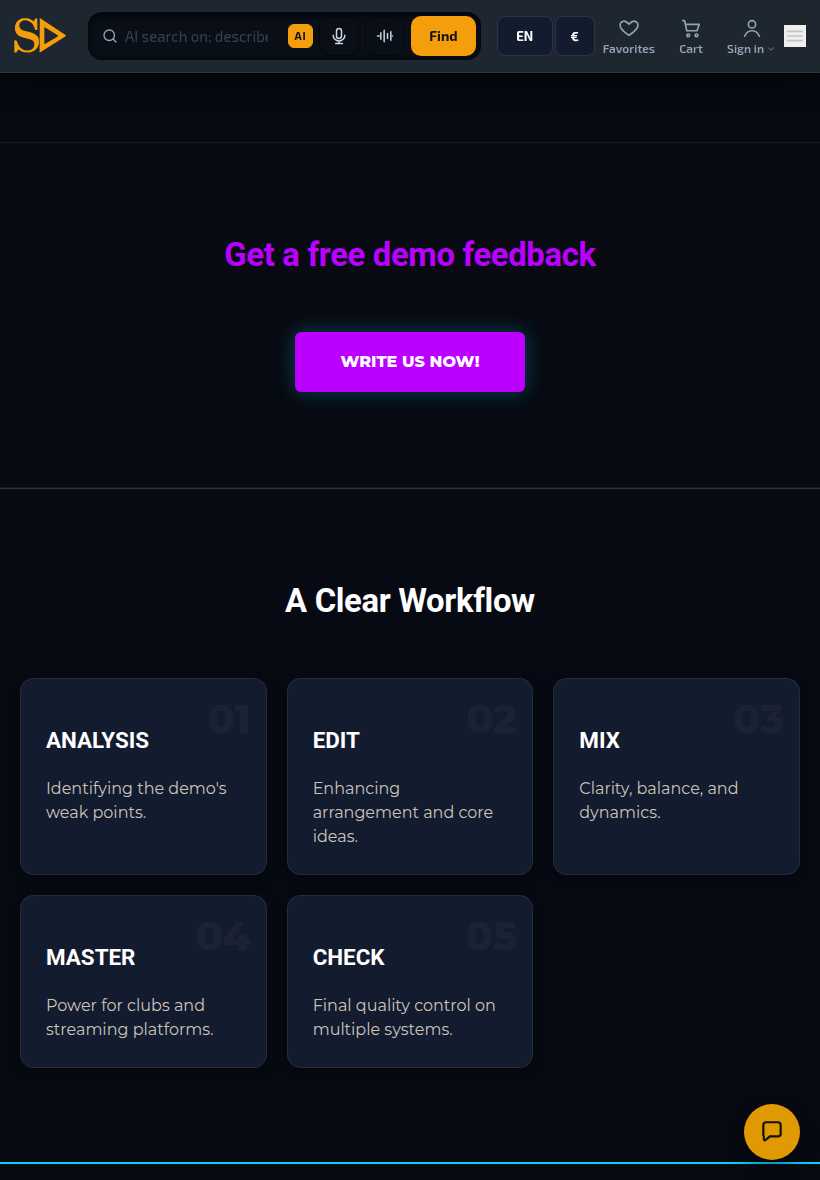 SD
AI search on: describe
AI
Find
EN
€
Favorites
Cart
Sign in
Get a free demo feedback
WRITE US NOW!
A Clear Workflow
01
ANALYSIS
Identifying the demo's
weak points.
02
EDIT
Enhancing
arrangement and core
ideas.
03
MIX
Clarity, balance, and
dynamics.
04
MASTER
Power for clubs and
streaming platforms.
05
CHECK
Final quality control on
multiple systems.